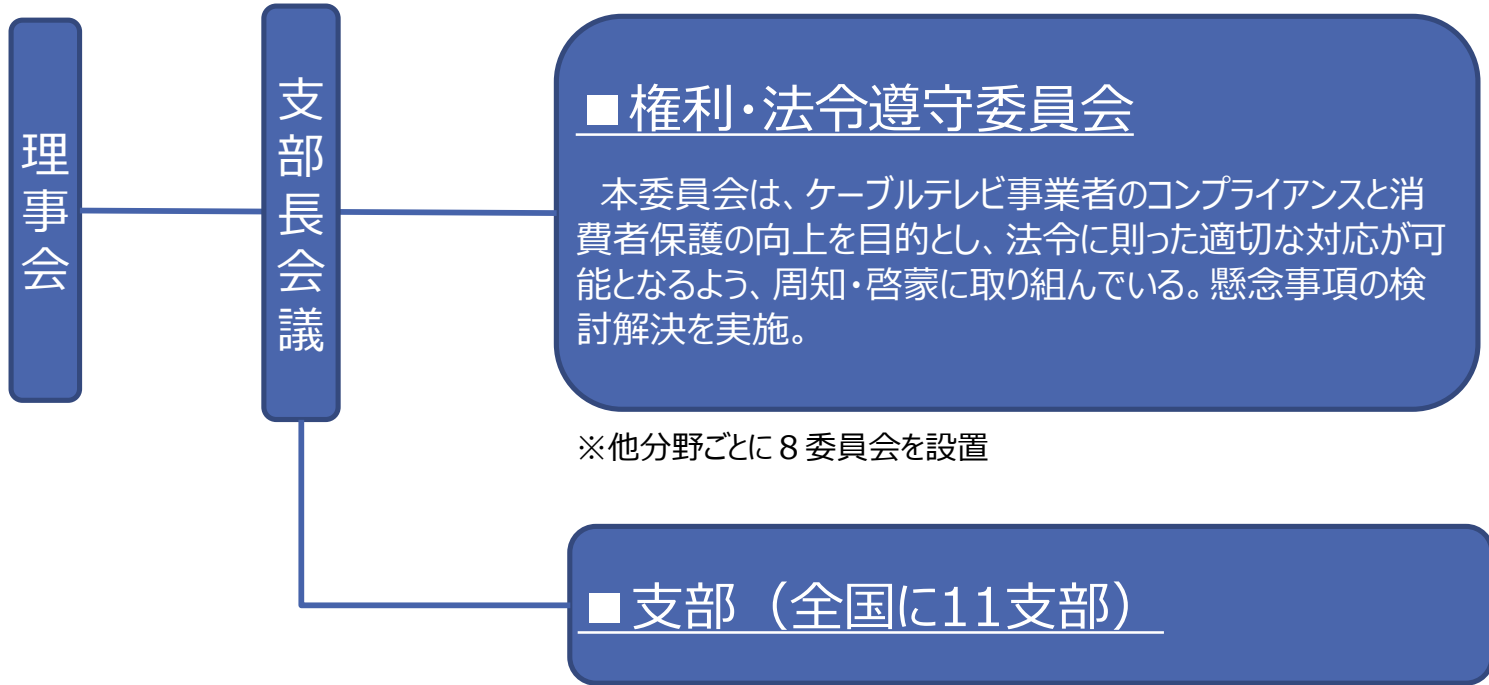 理事会
支部長会議
■権利・法令遵守委員会
本委員会は、ケーブルテレビ事業者のコンプライアンスと消
費者保護の向上を目的とし、法令に則った適切な対応が可
能となるよう、周知・啓蒙に取り組んでいる。懸念事項の検
討解決を実施。
※他分野ごとに８委員会を設置
■支部（全国に11支部）